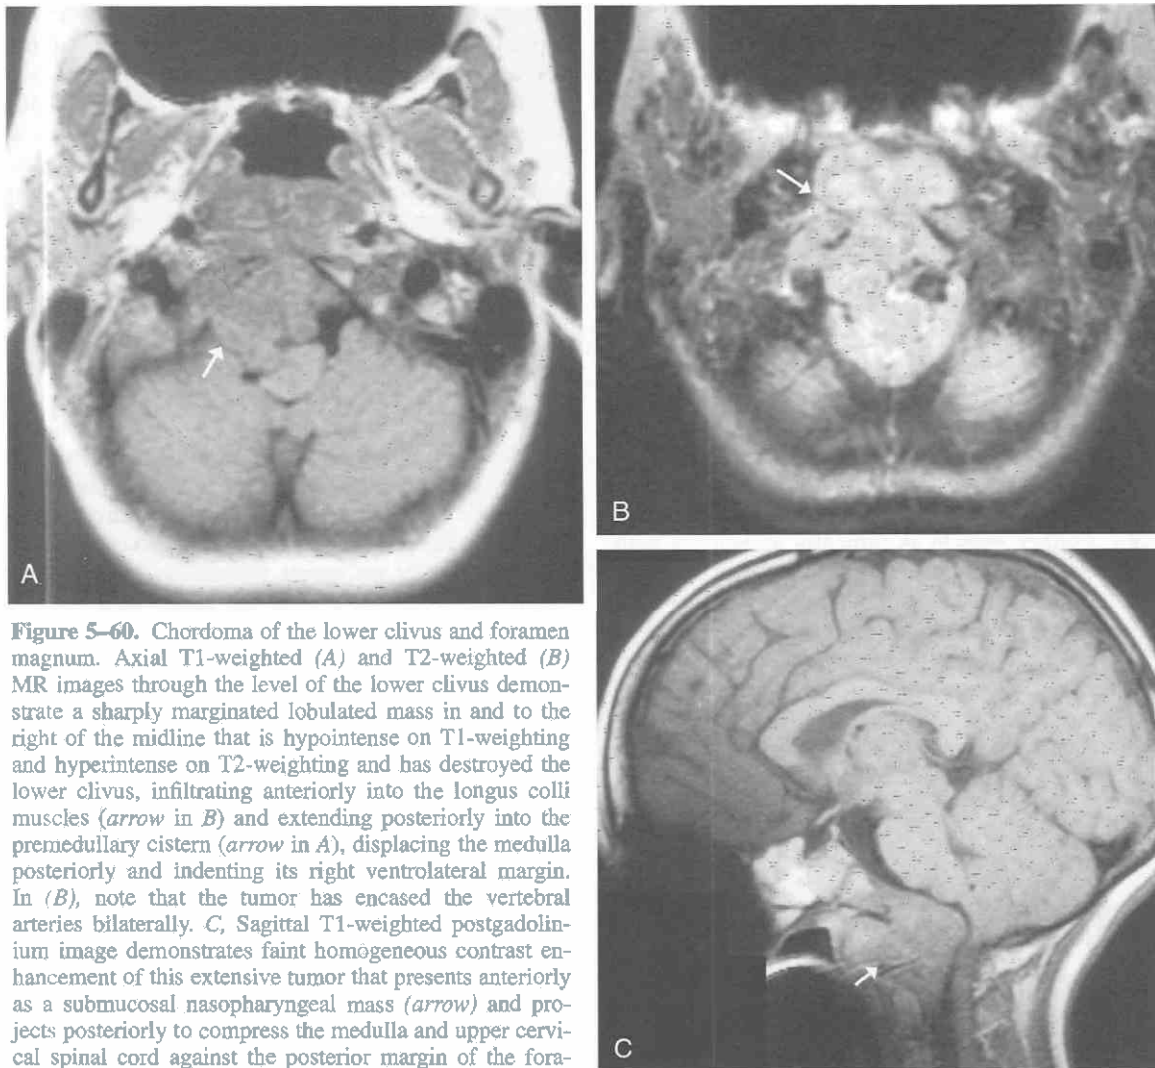 A
B
Figure 5–60. Chordoma of the lower clivus and foramen
magnum. Axial T1-weighted (A) and T2-weighted (B)
MR images through the level of the lower clivus demon-
strate a sharply marginated lobulated mass in and to the
right of the midline that is hypointense on T1-weighting
and hyperintense on T2-weighting and has destroyed the
lower clivus, infiltrating anteriorly into the longus colli
muscles (arrow in B) and extending posteriorly into the
premedullary cistern (arrow in A), displacing the medulla
posteriorly and indenting its right ventrolateral margin.
In (B), note that the tumor has encased the vertebral
arteries bilaterally. C, Sagittal T1-weighted postgadolin-
ium image demonstrates faint homogeneous contrast en-
hancement of this extensive tumor that presents anteriorly
as a submucosal nasopharyngeal mass (arrow) and pro-
jects posteriorly to compress the medulla and upper cervi-
cal spinal cord against the posterior margin of the fora-
C